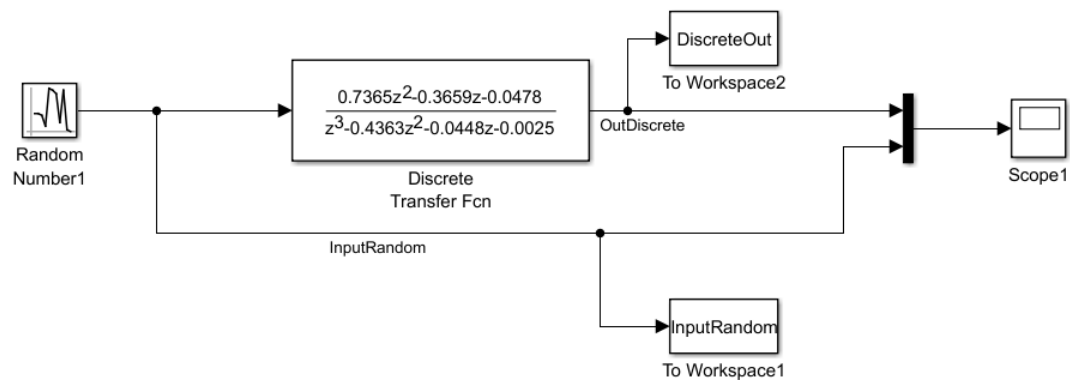 DiscreteOut
To Workspace2
0.7365z2-0.3659z-0.0478
z3-0.4363z2-0.0448z-0.0025
OutDiscrete
Random
Number1
Discrete
Transfer Fcn
Scope1
InputRandom
InputRandom
To Workspace1